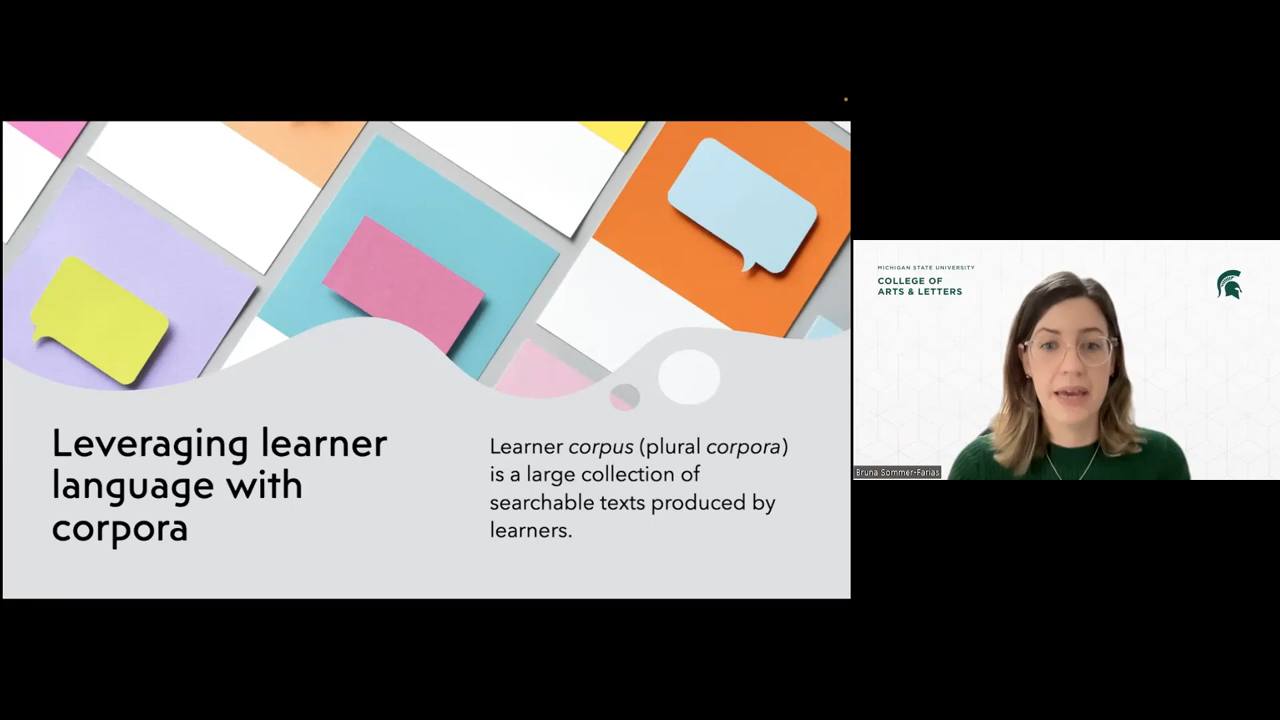 Leveraging learner
language with
corpora
Learner corpus (plural corpora)
is a large collection of
searchable texts produced by
learners.
MICHIGAN STATE UNIVERSITY
COLLEGE OF
ARTS & LETTERS
Bruna Sommer-Farias